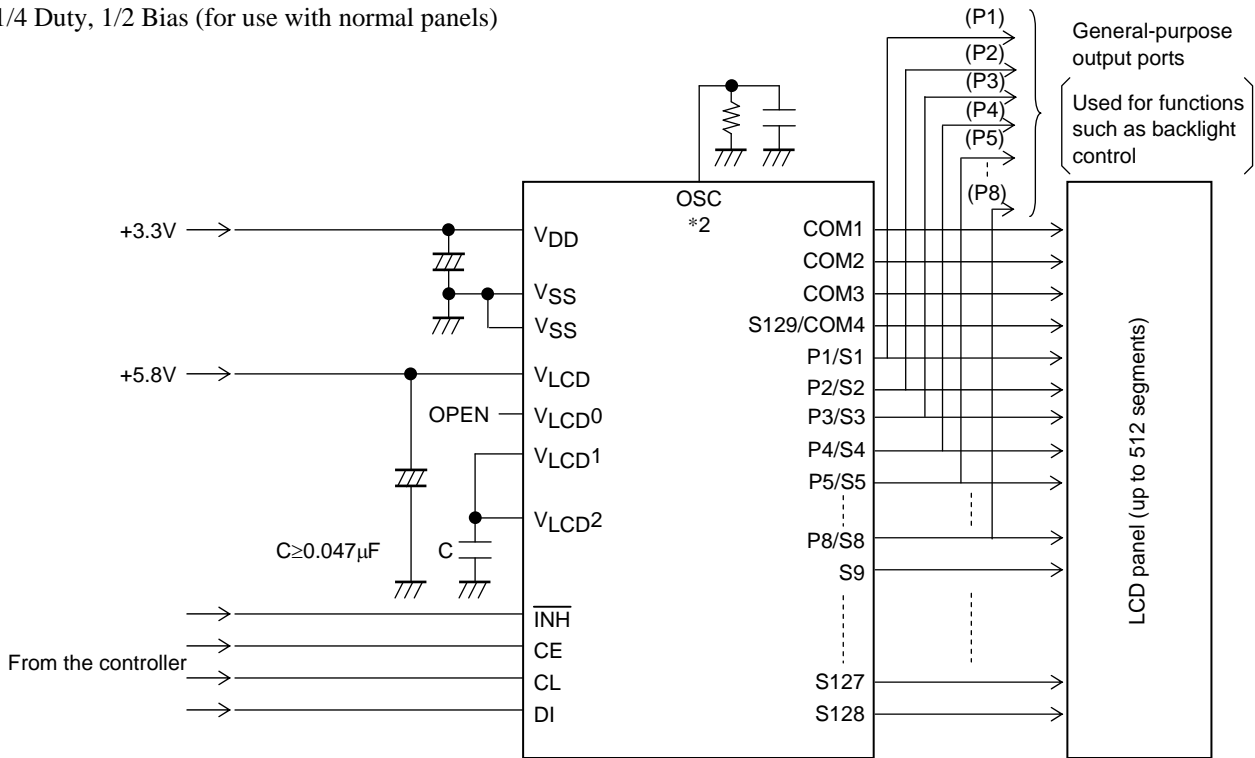 1/4 Duty, 1/2 Bias (for use with normal panels)
(P1)
(P2)
(P3)
(P4)
(P5)
(P8)
General-purpose
output ports
Used for functions
such as backlight
control
OSC
*2
+3.3V
VDD
VSS
VSS
+5.8V
VLCD
OPEN
VLCD0
VLCD1
VLCD2
C≥0.047μF
C
From the controller
INH
CE
CL
DI
COM1
COM2
COM3
S129/COM4
P1/S1
P2/S2
P3/S3
P4/S4
P5/S5
P8/S8
S9
S127
S128
LCD panel (up to 512 segments)